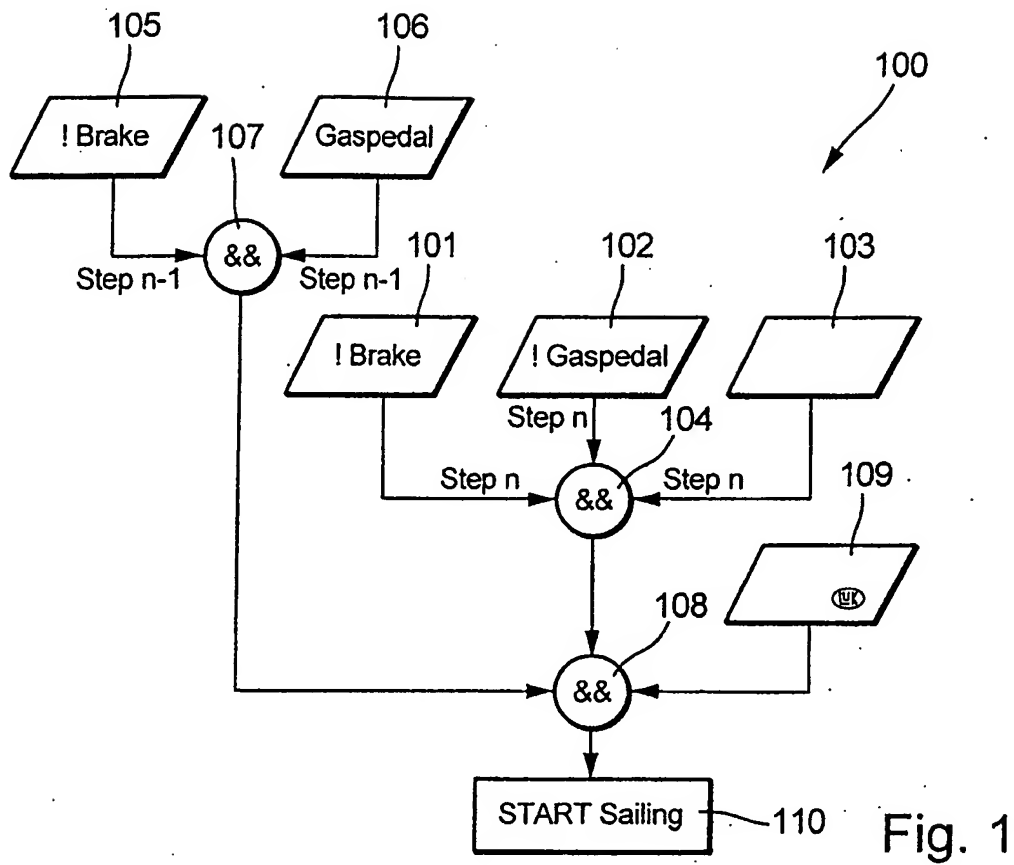 105
106
100
! Brake
107
Gaspedal
&&
Step n-1
Step n-1
101
102
103
! Brake
! Gaspedal
Step n
104
Step n
Step n
&&
109
LUK
108
&&
START Sailing
110
Fig. 1